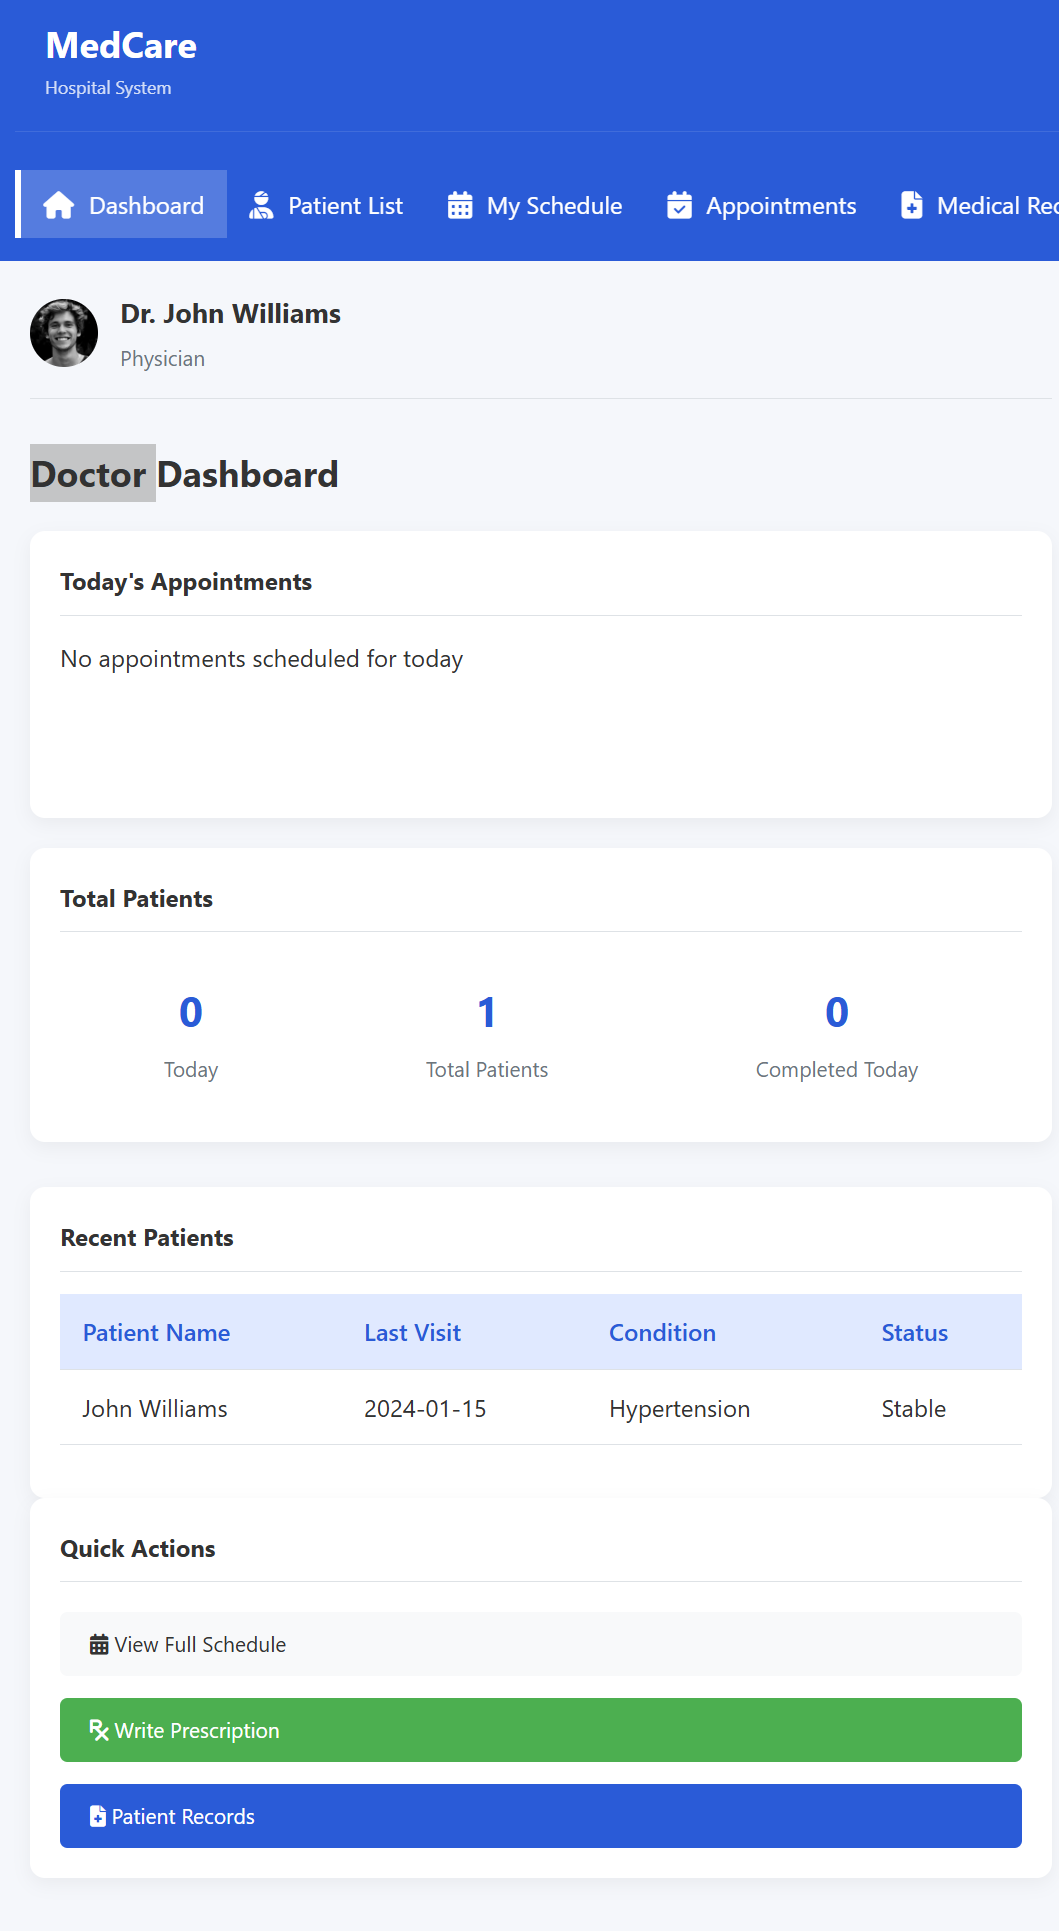 MedCare
Hospital System
Dashboard Patient List My Schedule Appointments Medical Rec
Dr. John Williams
Physician
Doctor Dashboard
Today's Appointments
No appointments scheduled for today
Total Patients
0 1 0
Today Total Patients Completed Today
Recent Patients
Patient Name Last Visit Condition Status
John Williams 2024-01-15 Hypertension Stable
Quick Actions
View Full Schedule
Write Prescription
Patient Records